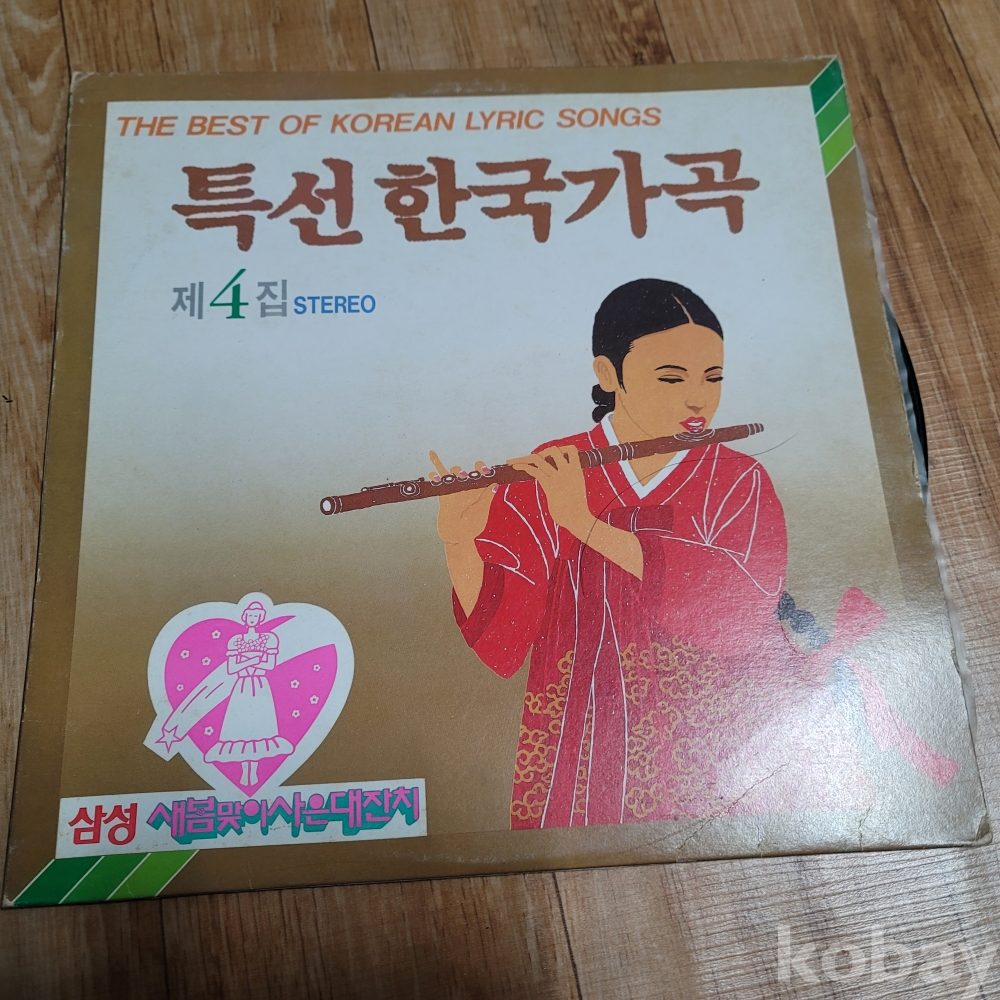 THE BEST OF KOREAN LYRIC SONGS
특선 한국가곡
제4집 STEREO
삼성 새봄맞이사은대잔치
kobay